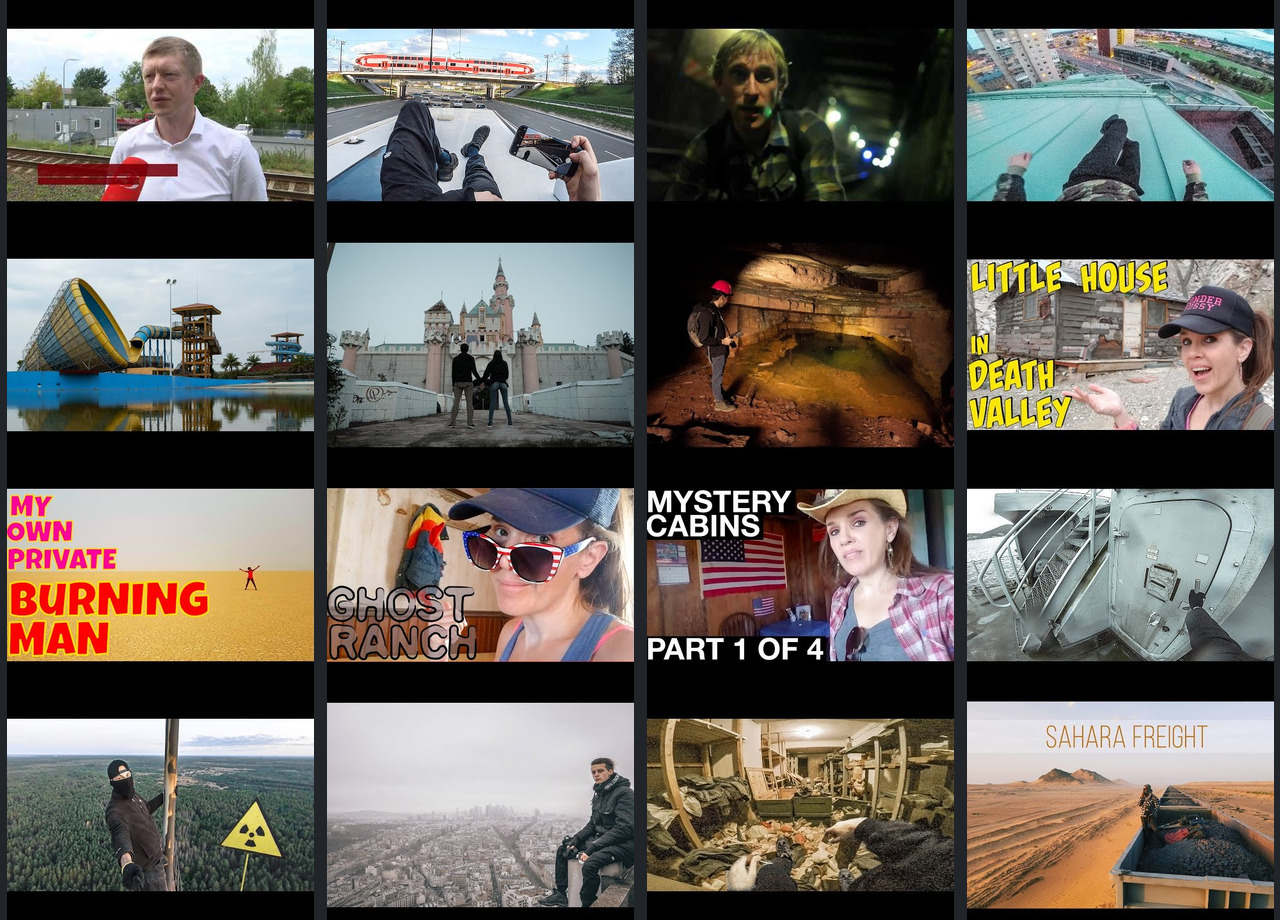 LITTLE HOUSE
IN
DEATH
VALLEY
MY
OWN
PRIVATE
BURNING
MAN
GHOST
RANCH
MYSTERY
CABINS
PART 1 OF 4
SAHARA FREIGHT